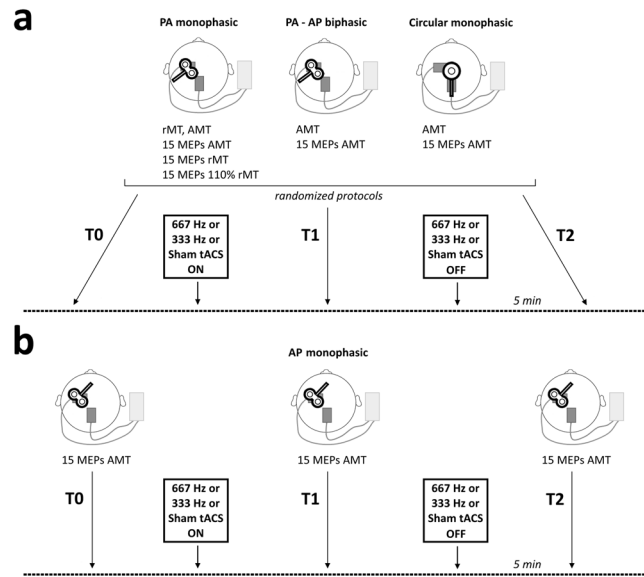 a
PA monophasic
PA - AP biphasic
Circular monophasic
rMT, AMT
15 MEPs AMT
15 MEPs rMT
15 MEPs 110% rMT
AMT
15 MEPs AMT
AMT
15 MEPs AMT
randomized protocols
T0
667 Hz or
333 Hz or
Sham tACS
ON
T1
667 Hz or
333 Hz or
Sham tACS
OFF
T2
5 min
b
AP monophasic
15 MEPs AMT
15 MEPs AMT
15 MEPs AMT
T0
667 Hz or
333 Hz or
Sham tACS
ON
T1
667 Hz or
333 Hz or
Sham tACS
OFF
T2
5 min